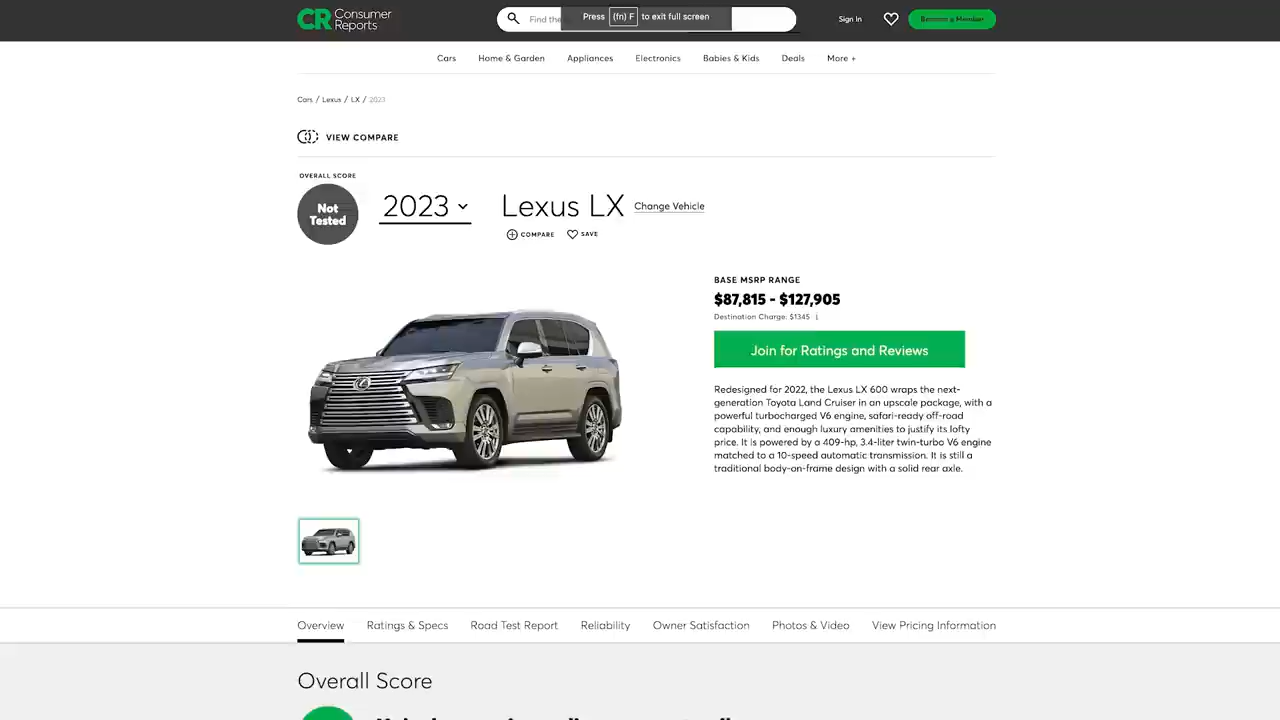 CR Consumer Reports
Find the
Press (fn) F to exit full screen
Sign In
Become a Member
Cars
Home & Garden
Appliances
Electronics
Babies & Kids
Deals
More +
Cars / Lexus / LX / 2023
VIEW COMPARE
OVERALL SCORE
Not
Tested
2023
Lexus LX
Change Vehicle
COMPARE
SAVE
BASE MSRP RANGE
$87,815 - $127,905
Destination Charge: $1345 i
Join for Ratings and Reviews
Redesigned for 2022, the Lexus LX 600 wraps the next-
generation Toyota Land Cruiser in an upscale package, with a
powerful turbocharged V6 engine, safari-ready off-road
capability, and enough luxury amenities to justify its lofty
price. It is powered by a 409-hp, 3.4-liter twin-turbo V6 engine
matched to a 10-speed automatic transmission. It is still a
traditional body-on-frame design with a solid rear axle.
Overview
Ratings & Specs
Road Test Report
Reliability
Owner Satisfaction
Photos & Video
View Pricing Information
Overall Score